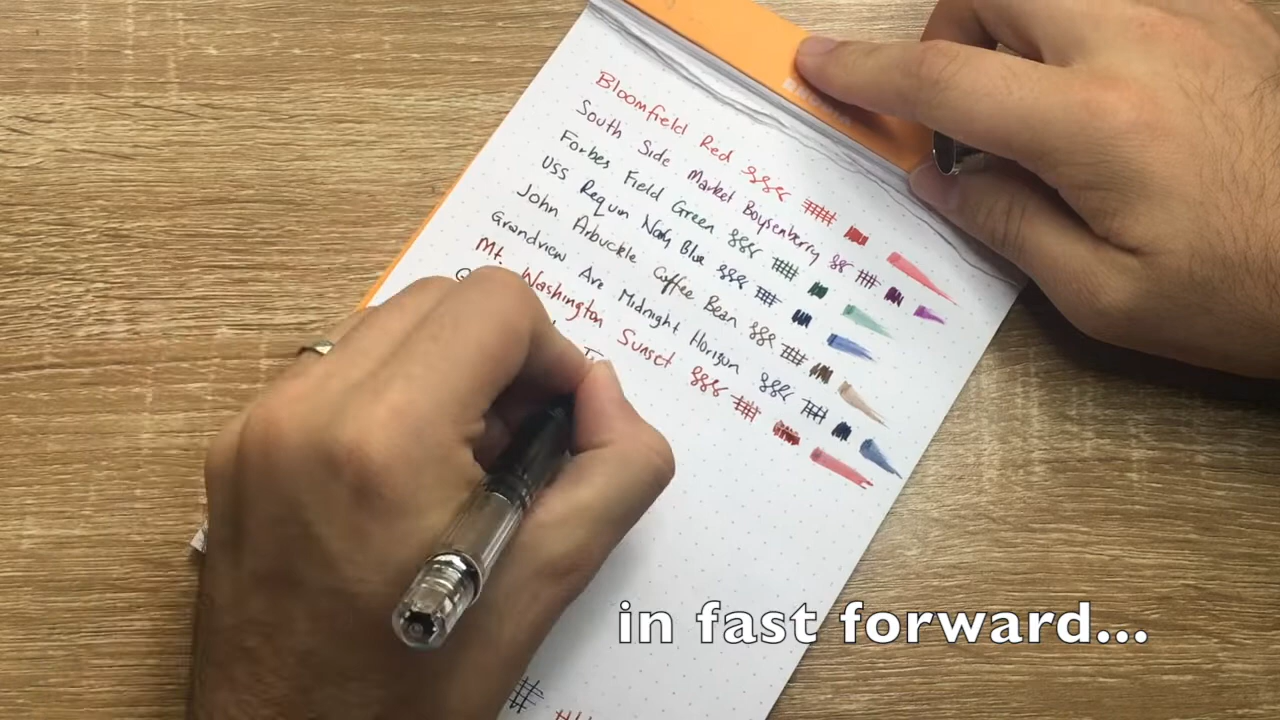 Bloomfield Red
South Side Market Boysenberry
Forbes Field Green
USS Requin Navy Blue
John Arbuckle Coffee Bean
Grandview Ave Midnight Horizon
Mt. Washington Sunset
in fast forward...